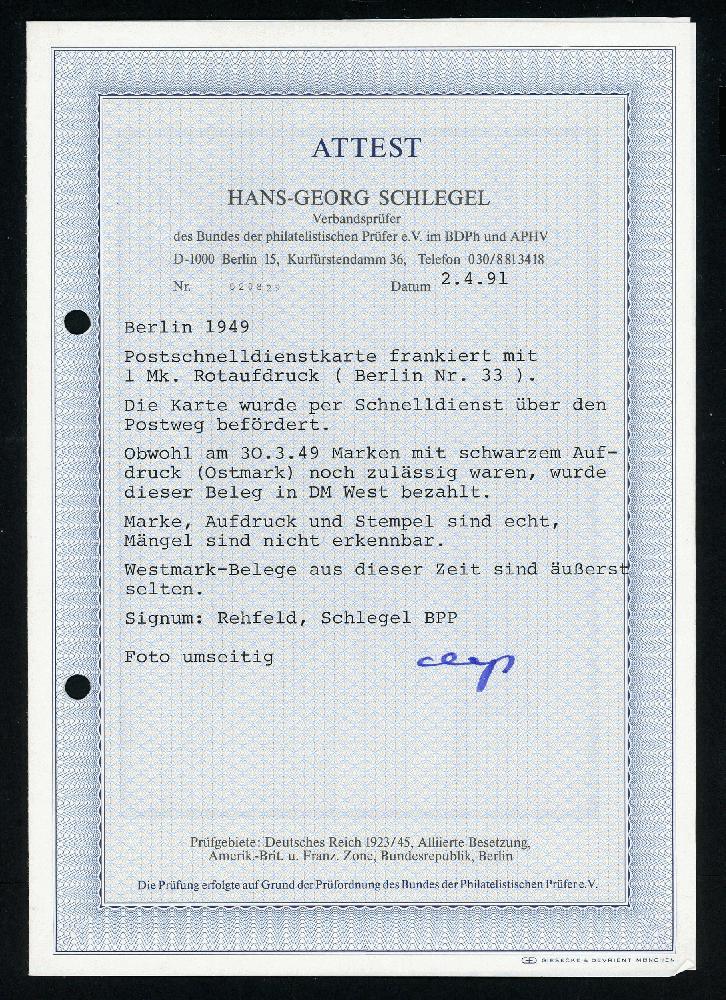 ATTEST
HANS-GEORG SCHLEGEL
Verbandsprüfer
des Bundes der philatelistischen Prüfer e.V. im BDPh und APHV
D-1000 Berlin 15, Kurfürstendamm 36, Telefon 030/8813418
Nr. Datum 2.4.91
Berlin 1949
Postschnelldienstkarte frankiert mit
1 Mk. Rotaufdruck ( Berlin Nr. 33 ).
Die Karte wurde per Schnelldienst über den
Postweg befördert.
Obwohl am 30.3.49 Marken mit schwarzem Auf-
druck (Ostmark) noch zulässig waren, wurde
dieser Beleg in DM West bezahlt.
Marke, Aufdruck und Stempel sind echt,
Mängel sind nicht erkennbar.
Westmark-Belege aus dieser Zeit sind äußerst
selten.
Signum: Rehfeld, Schlegel BPP
Foto umseitig
Prüfgebiete: Deutsches Reich 1923/45, Alliierte Besetzung,
Amerik.-Brit. u. Franz. Zone, Bundesrepublik, Berlin
Die Prüfung erfolgte auf Grund der Prüfordnung des Bundes der Philatelistischen Prüfer e.V.
GIESECKE & DEVRIENT MÜNCHEN